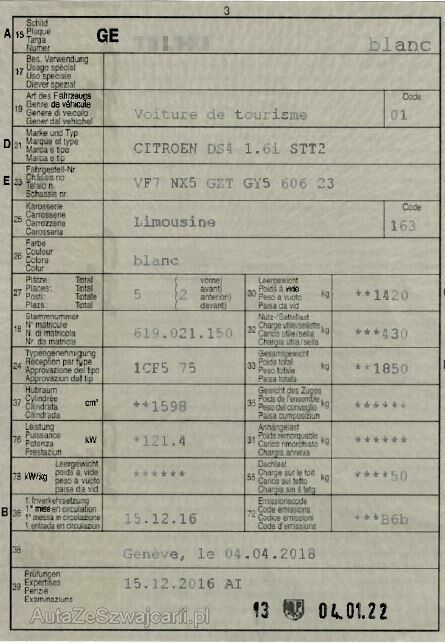 3
A 15 Schild
Plaque
Targa
Numer
GE
blanc
17 Bes. Verwendung
Usage spécial
Uso speciale
Diever spezial
19 Art des Fahrzeugs
Genre de véhicule
Genere di veicolo
Gener dal vehichel
Voiture de tourisme
Code
01
D 21 Marke und Typ
Marque et type
Marca e tipo
Marca e tip
CITROEN DS4 1.6i STT2
E 23 Fahrgestell-Nr.
Châssis no
Telaio n.
Schassis nr.
VF7 NX5 GZT GY5 606 23
25 Karosserie
Carrosserie
Carrozzeria
Carossaria
Limousine
Code
163
26 Farbe
Couleur
Colore
Colur
blanc
27 Plätze: Total
Places: Total
Posti: Totale
Plazs: Total
5
(2
vorne)
avant)
anteriori)
davant)
30 Leergewicht
Poids à vide
Peso a vuoto
Paisa da vid
kg
**1420
18 Stammnummer
N° matricule
N. di matricola
Nr. da matricla
619.021.150
32 Nutz-/Sattellast
Charge utile/sellette
Carico utile/sella
Chargia utila/sella
kg
***430
24 Typengenehmigung
Réception par type
Approvazione del tipo
Approvaziun dal tip
1CF5 75
33 Gesamtgewicht
Poids total
Peso totale
Paisa totala
kg
**1850
37 Hubraum
Cylindrée
Cilindrata
Cilindrada
cm³
**1598
35 Gewicht des Zuges
Poids de l'ensemble
Peso del convoglio
Paisa cumposiziun
kg
******
76 Leistung
Puissance
Potenza
Prestaziun
kW
*121.4
31 Anhängelast
Poids remorquable
Carico rimorchiato
Chargia annexa
kg
******
78 kW/kg
Leergewicht
poids à vide
peso a vuoto
paisa da vid
******
55 Dachlast
Charge sur le toit
Carico sul tetto
Chargia sin il tetg
kg
****50
B 36 1. Inverkehrsetzung
1re mise en circulation
1a messa in circolazione
1. entrada en circulaziun
15.12.16
72 Emissionscode
Code émissions
Codice emissioni
Code d'emissiun
***B6b
38
Genève, le 04.04.2018
39 Prüfungen
Expertises
Perizie
Examinaziuns
15.12.2016 AI
13 04.01.22
AutaZeSzwajcarii.pl